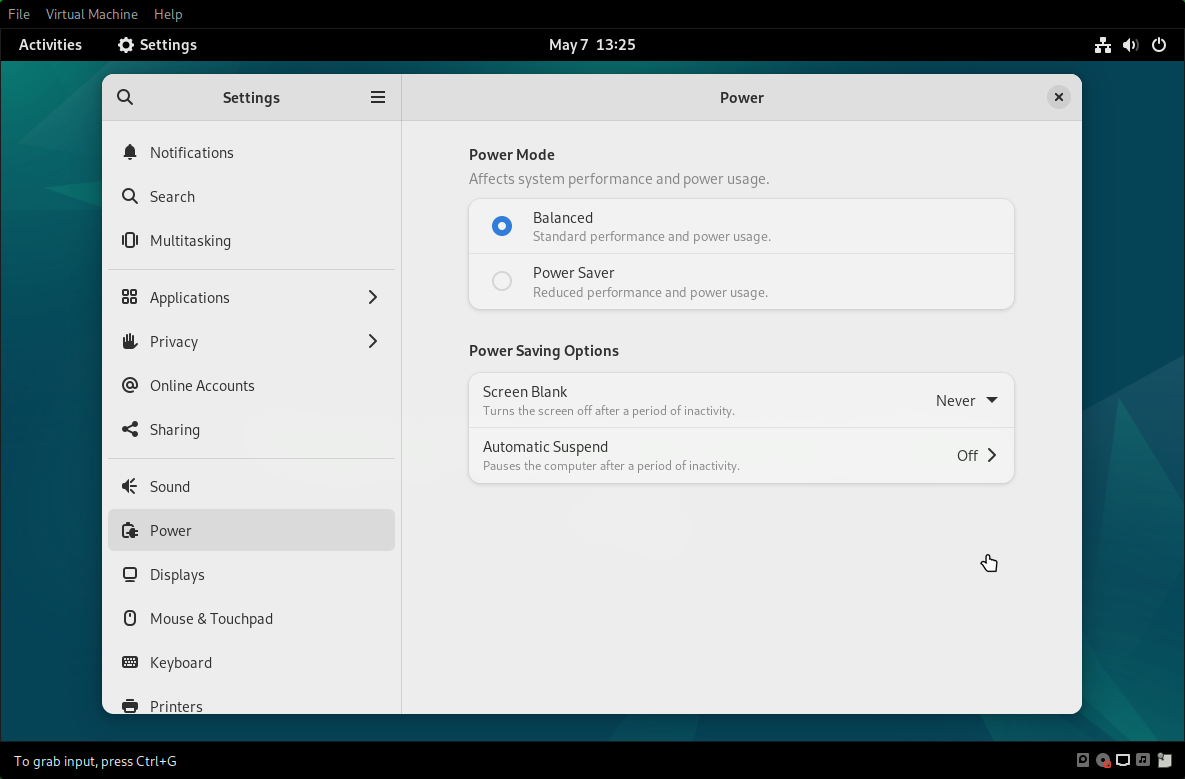 File Virtual Machine Help
Activities Settings May 7 13:25
Settings
Power
Notifications
Search
Multitasking
Applications
Privacy
Online Accounts
Sharing
Sound
Power
Displays
Mouse & Touchpad
Keyboard
Printers
Power Mode
Affects system performance and power usage.
Balanced
Standard performance and power usage.
Power Saver
Reduced performance and power usage.
Power Saving Options
Screen Blank
Turns the screen off after a period of inactivity.
Never
Automatic Suspend
Pauses the computer after a period of inactivity.
Off
To grab input, press Ctrl+G